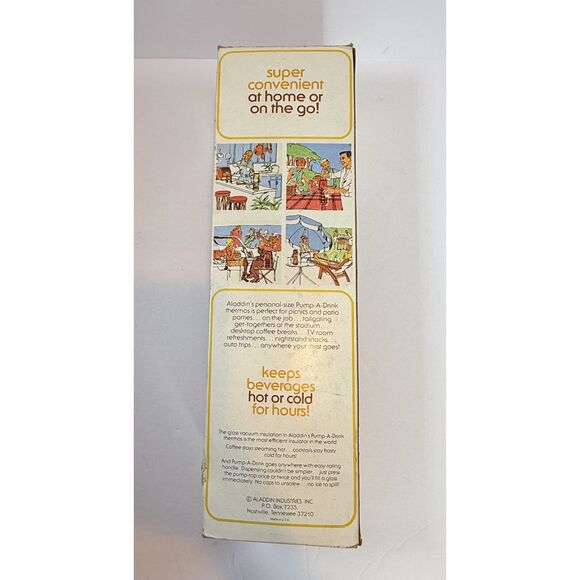 super
convenient
at home or
on the go!
Aladdin's personal-size Pump-A-Drink
thermos is perfect for picnics and patio
parties... on the job... tailgating
get-togethers at the stadium...
desktop coffee breaks... TV room
refreshments... nightstand snacks...
auto trips... anywhere your thirst goes!
keeps
beverages
hot or cold
for hours!
The glass vacuum insulation in Aladdin's Pump-A-Drink
thermos is the most efficient insulator in the world.
Coffee stays steaming hot... cocktails stay frosty
cold for hours!
And Pump-A-Drink goes anywhere with easy-toting
handle. Dispensing couldn't be simpler... just press
the pump-top once or twice and you'll fill a glass
immediately. No caps to unscrew... no ice to spill!
© ALADDIN INDUSTRIES, INC.
P.O. Box 7235,
Nashville, Tennessee 37210
Made in U.S.A.